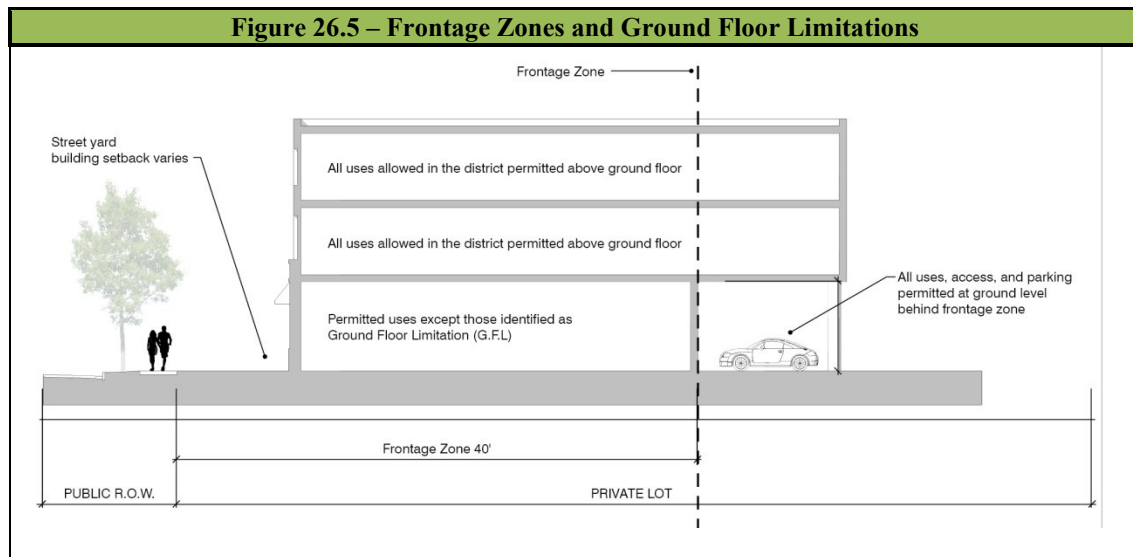 Figure 26.5 – Frontage Zones and Ground Floor Limitations
Frontage Zone
Street yard
building setback varies
All uses allowed in the district permitted above ground floor
All uses allowed in the district permitted above ground floor
All uses, access, and parking
permitted at ground level
behind frontage zone
Permitted uses except those identified as
Ground Floor Limitation (G.F.L)
Frontage Zone 40'
PUBLIC R.O.W.
PRIVATE LOT